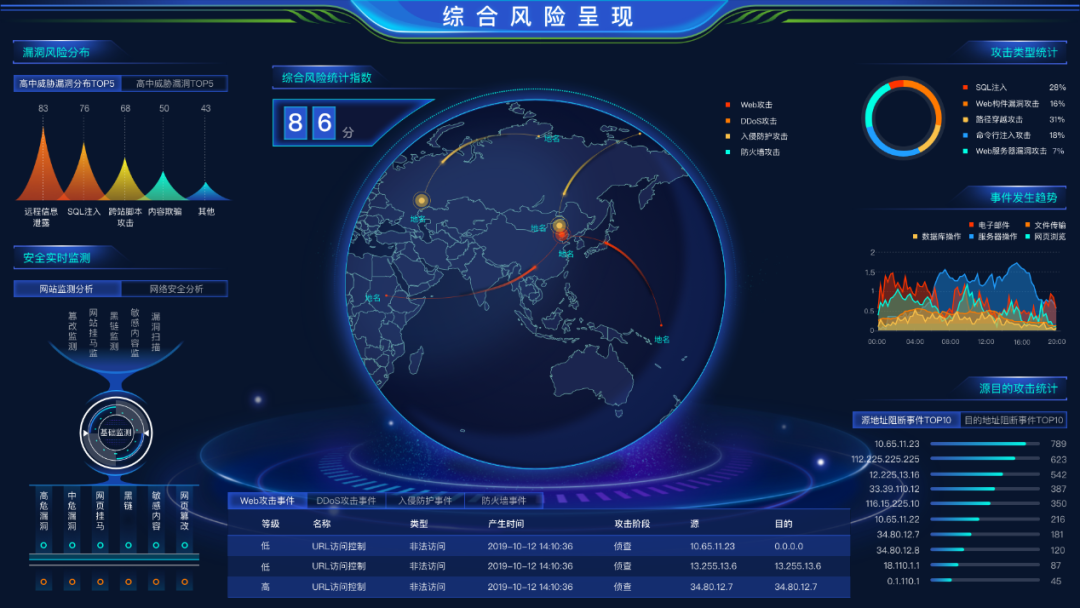 综合风险呈现
漏洞风险分布
高中威胁漏洞分布TOP5 高中威胁漏洞TOP5
83 76 68 50 43
远程信息泄露 SQL注入 跨站脚本攻击 内容欺骗 其他
安全实时监测
网站监测分析 网络安全分析
篡改监测 网站挂马监 黑链监测 敏感内容监 漏洞扫描
基础监测
高危漏洞 中危漏洞 网页挂马 黑链 敏感内容 网页篡改
综合风险统计指数
86分
Web攻击
DDoS攻击
入侵防护攻击
防火墙攻击
地名
地名
地名
地名
地名
地名
Web攻击事件 DDoS攻击事件 入侵防护事件 防火墙事件
等级 名称 类型 产生时间 攻击阶段 源 目的
低 URL访问控制 非法访问 2019-10-12 14:10:36 侦查 10.65.11.23 0.0.0.0
低 URL访问控制 非法访问 2019-10-12 14:10:36 侦查 13.255.13.6 13.255.13.6
高 URL访问控制 非法访问 2019-10-12 14:10:36 侦查 34.80.12.7 34.80.12.7
攻击类型统计
SQL注入 28%
Web构件漏洞攻击 16%
路径穿越攻击 31%
命令行注入攻击 18%
Web服务器漏洞攻击 7%
事件发生趋势
电子邮件 文件传输
数据库操作 服务器操作 网页浏览
2
1.5
1
0.5
0
00:00 04:00 08:00 12:00 16:00 20:00
源目的攻击统计
源地址阻断事件TOP10 目的地址阻断事件TOP10
10.65.11.23 789
112.225.225.225 623
12.225.13.16 542
33.39.110.12 387
116.15.225.10 350
10.65.11.22 216
34.80.12.7 181
34.80.12.8 120
18.110.1.1 87
0.1.110.1 45